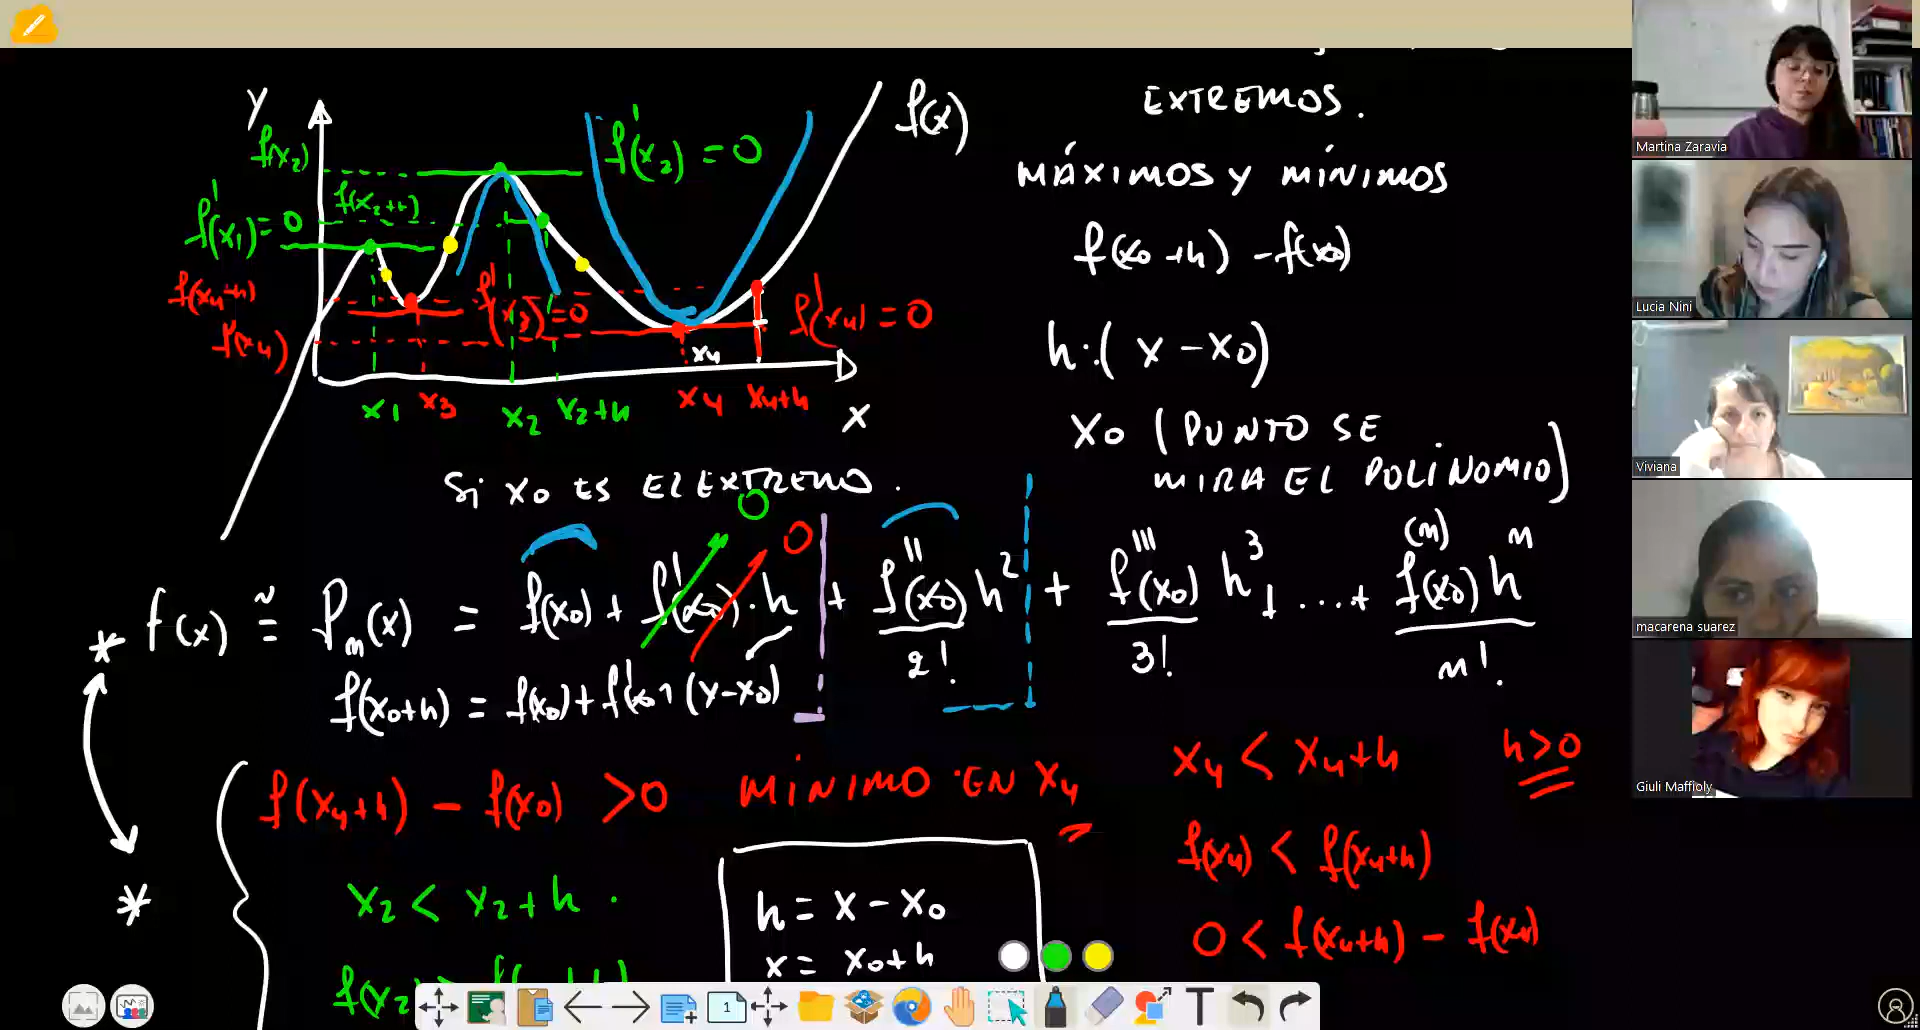 Y
f(x)
f(x₂)
f'(x₂) = 0
f(x₂+h)
f'(x₁) = 0
f(x₄+h)
f'(x₃) = 0
f'(x₄) = 0
f(x₄)
x₄
x₁ x₃ x₂ x₂+h x₄ x₄+h
X
EXTREMOS.
MÁXIMOS Y MÍNIMOS
f(x₀+h) - f(x₀)
h:(x - x₀)
x₀ (PUNTO SE
MIRA EL POLINOMIO)
Si x₀ ES EL EXTREMO.
0 0
* f(x) ≅ Pₙ(x) = f(x₀) + f'(x₀)·h + f''(x₀)h²/2! + f'''(x₀)h³/3! + ...+ f⁽ⁿ⁾(x₀)hⁿ/n!
f(x₀+h) = f(x₀) + f'(x₀)(x-x₀)
f(x₄+h) - f(x₀) > 0 MÍNIMO EN x₄
x₄ < x₄+h h>0
f(x₄) < f(x₄+h)
0 < f(x₄+h) - f(x₄)
*
x₂ < x₂+h.
h = x - x₀
x = x₀+h
1
T
Martina Zaravia
Lucia Nini
Viviana
macarena suarez
Giuli Maffioly